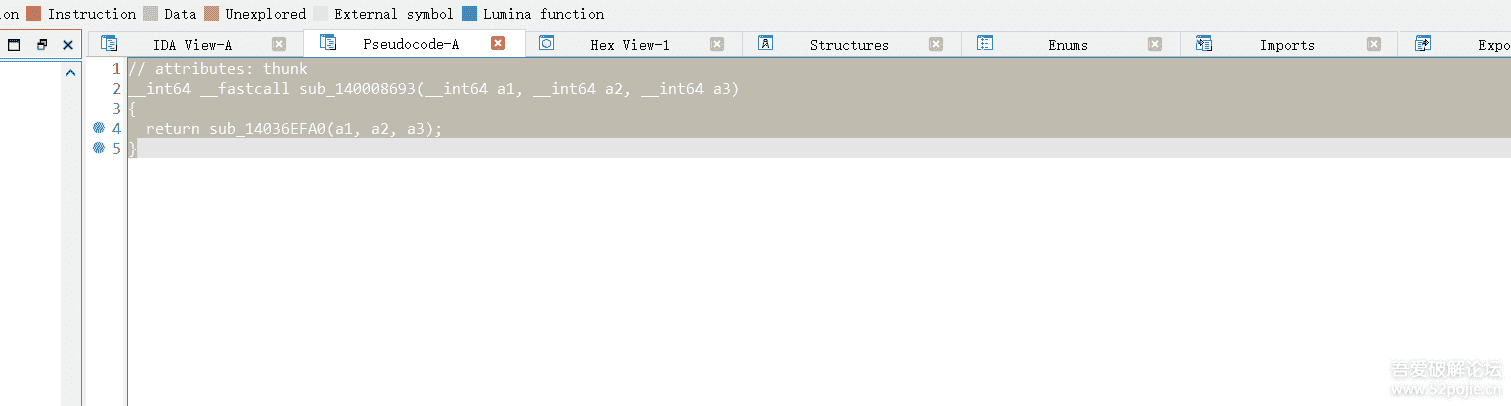 on Instruction Data Unexplored External symbol Lumina function
IDA View-A Pseudocode-A Hex View-1 Structures Enums Imports Expo
1 // attributes: thunk
2 __int64 __fastcall sub_140008693(__int64 a1, __int64 a2, __int64 a3)
3 {
4 return sub_14036EFA0(a1, a2, a3);
5 }
吾爱破解论坛
www.52pojie.cn